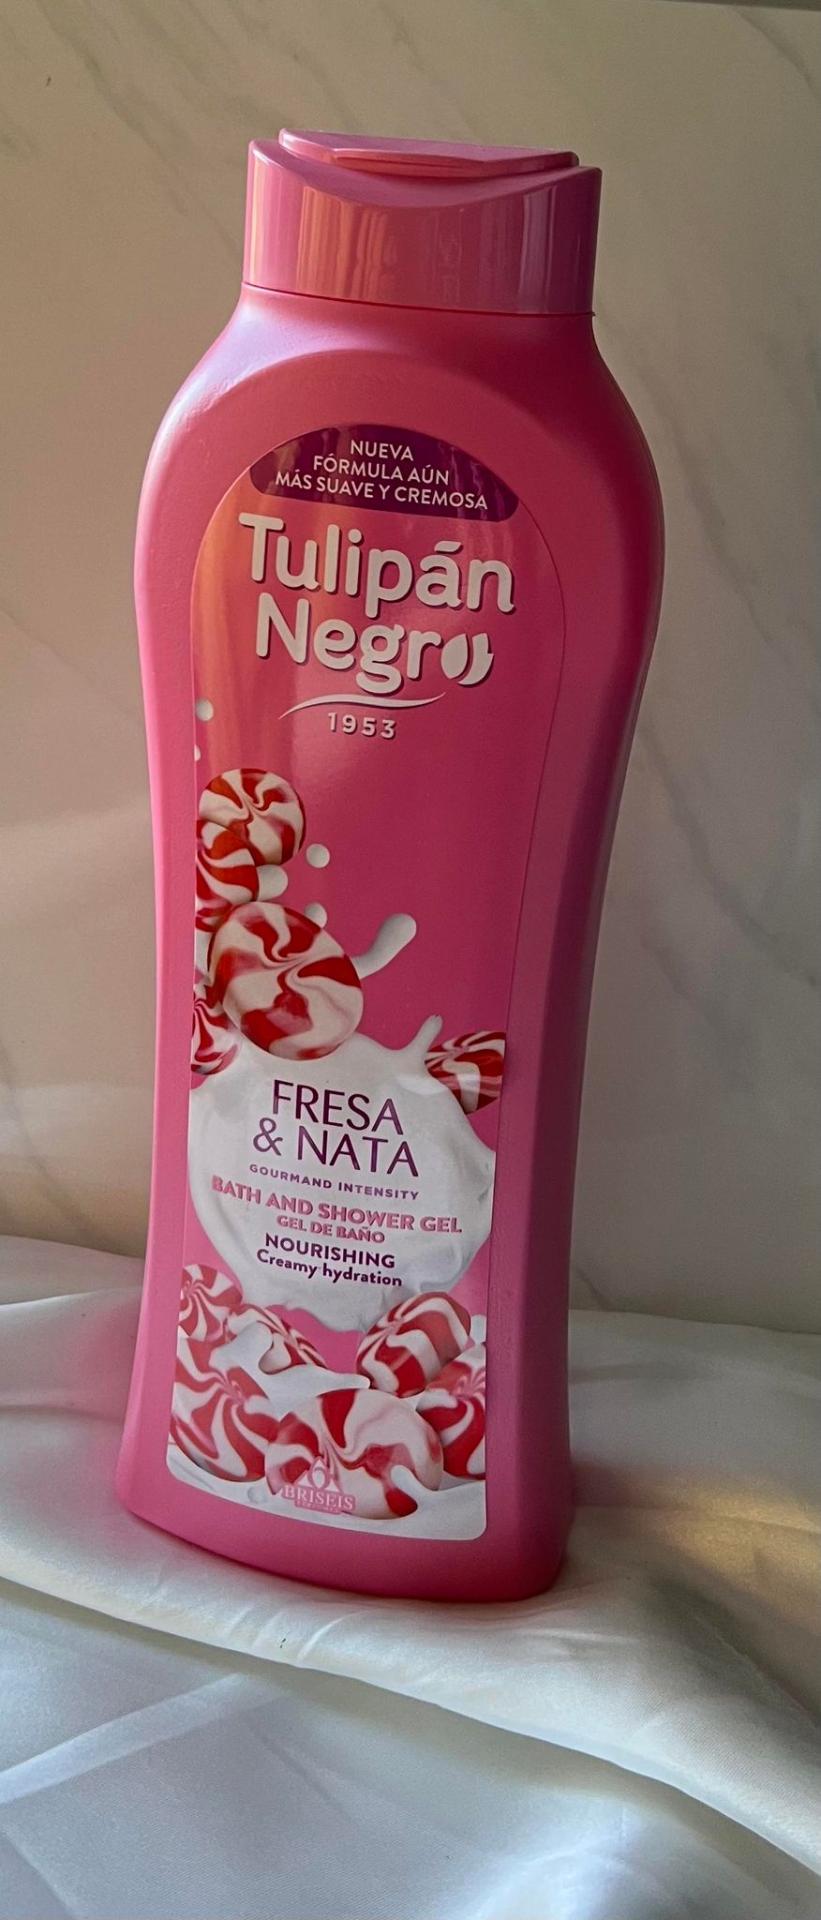 NUEVA
FÓRMULA AÚN
MÁS SUAVE Y CREMOSA
Tulipán
Negro
1953
FRESA
& NATA
GOURMAND INTENSITY
BATH AND SHOWER GEL
GEL DE BAÑO
NOURISHING
Creamy hydration
BRISEIS